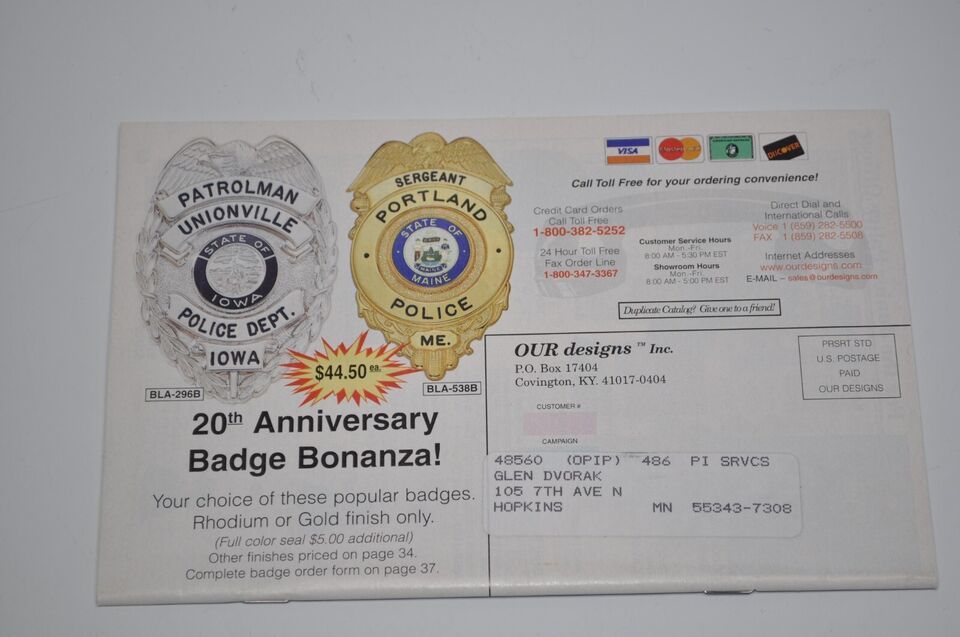 PATROLMAN
UNIONVILLE
STATE OF
IOWA
POLICE DEPT.
IOWA
BLA-296B
SERGEANT
PORTLAND
STATE OF
MAINE
MAINE
POLICE
ME.
BLA-538B
$44.50 ea.
20th Anniversary
Badge Bonanza!
Your choice of these popular badges.
Rhodium or Gold finish only.
(Full color seal $5.00 additional)
Other finishes priced on page 34.
Complete badge order form on page 37.
VISA
MasterCard
DISCOVER
Call Toll Free for your ordering convenience!
Credit Card Orders
Call Toll Free
1-800-382-5252
24 Hour Toll Free
Fax Order Line
1-800-347-3367
Customer Service Hours
Mon.-Fri.
8:00 AM - 5:30 PM EST
Showroom Hours
Mon.-Fri.
8:00 AM - 5:00 PM EST
Direct Dial and
International Calls
Voice 1 (859) 282-5500
FAX 1 (859) 282-5508
Internet Addresses
www.ourdesigns.com
E-MAIL – sales@ourdesigns.com
Duplicate Catalog? Give one to a friend!
OUR designs ™ Inc.
P.O. Box 17404
Covington, KY. 41017-0404
PRSRT STD
U.S. POSTAGE
PAID
OUR DESIGNS
CUSTOMER #
CAMPAIGN
48560 (OPIP) 486 PI SRVCS
GLEN DVORAK
105 7TH AVE N
HOPKINS MN 55343-7308